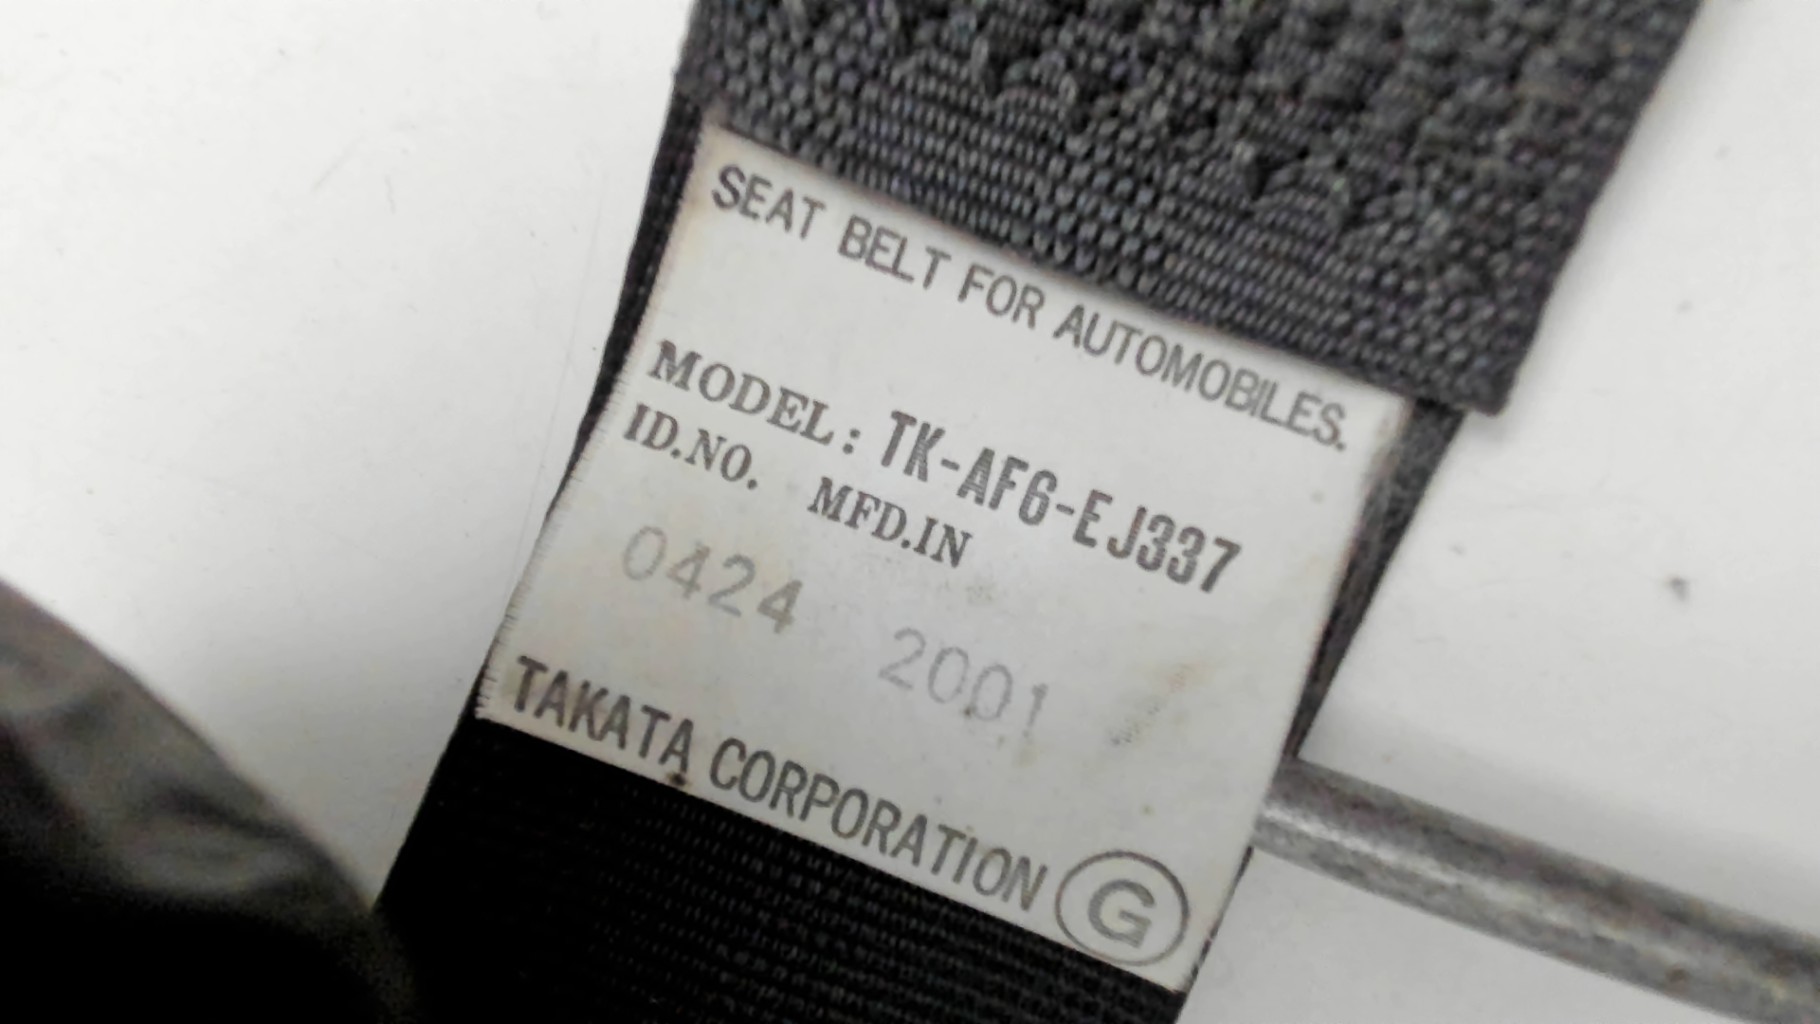 SEAT BELT FOR AUTOMOBILES.
MODEL: TK-AF6-EJ337
ID.NO. MFD.IN
0424 2001
TAKATA CORPORATION G